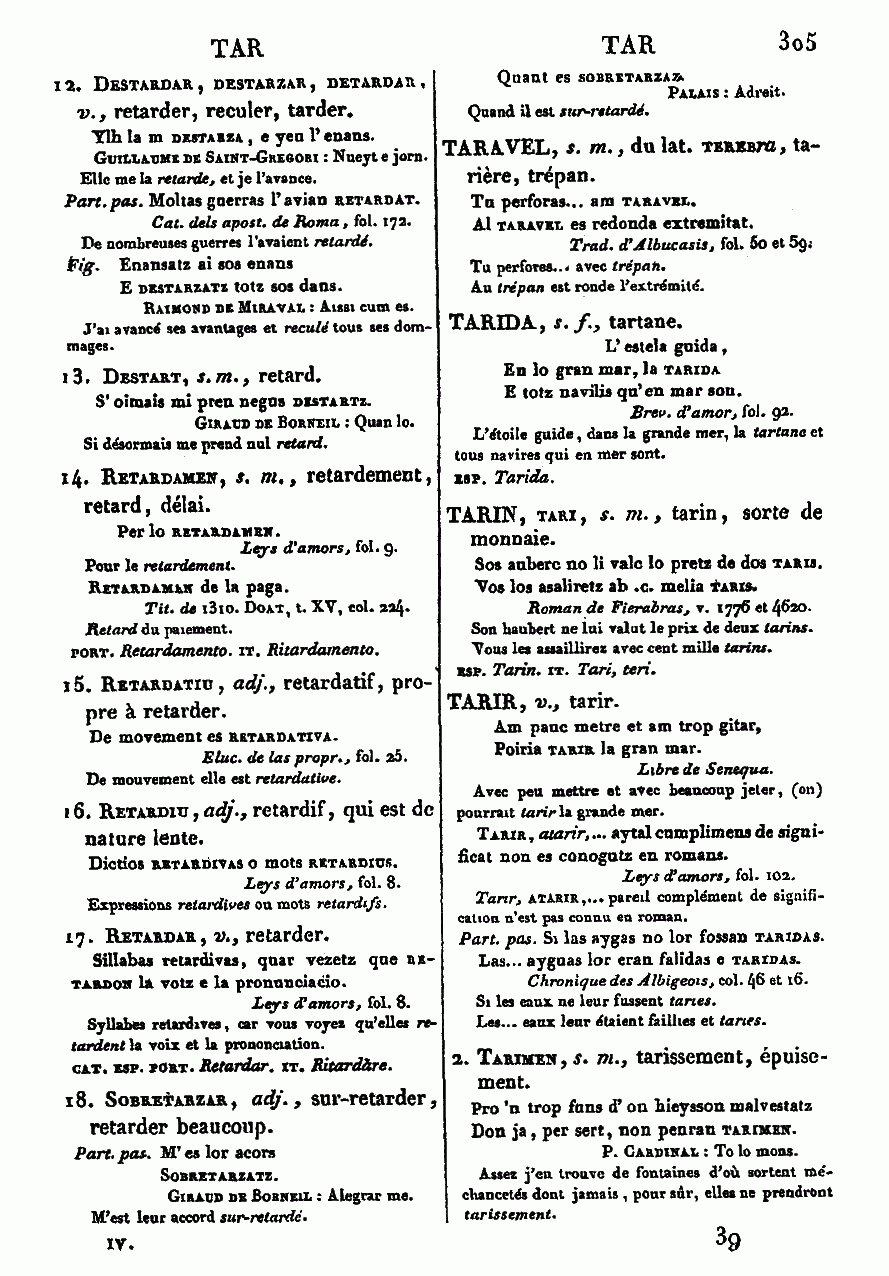 TAR
TAR 305
12. DESTARDAR, DESTARZAR, DETARDAR,
v., retarder, reculer, tarder.
Ylh la m DESTARZA, e yeu l'enans.
GUILLAUME DE SAINT-GREGORI : Nueyt e jorn.
Elle me la retarde, et je l'avance.
Part. pas. Moltas guerras l'avian RETARDAT.
Cat. dels apost. de Roma, fol. 172.
De nombreuses guerres l'avaient retardé.
Fig. Enansatz ai sos enans
E DESTARZATZ totz sos dans.
RAIMOND DE MIRAVAL : Aissi cum es.
J'ai avancé ses avantages et reculé tous ses dom-
mages.
13. DESTART, s. m., retard.
S'oimais mi pren negus DESTARTZ.
GIRAUD DE BORNEIL : Quan lo.
Si désormais me prend nul retard.
14. RETARDAMEN, s. m., retardement,
retard, délai.
Per lo RETARDAMEN.
Leys d'amors, fol. 9.
Pour le retardement.
RETARDAMAN de la paga.
Tit. de 1310. DOAT, t. XV, col. 224.
Retard du paiement.
PORT. Retardamento. IT. Ritardamento.
15. RETARDATIU, adj., retardatif, pro-
pre à retarder.
De movement es RETARDATIVA.
Eluc. de las propr., fol. 25.
De mouvement elle est retardative.
16. RETARDIU, adj., retardif, qui est de
nature lente.
Dictios RETARDIVAS o mots RETARDIUS.
Leys d'amors, fol. 8.
Expressions retardives ou mots retardifs.
17. RETARDAR, v., retarder.
Sillabas retardivas, quar vezetz que RE-
TARDON la votz e la pronunciacio.
Leys d'amors, fol. 8.
Syllabes retardives, car vous voyez qu'elles re-
tardent la voix et la prononciation.
CAT. ESP. PORT. Retardar. IT. Ritardare.
18. SOBRETARZAR, adj., sur-retarder,
retarder beaucoup.
Part. pas. M'es lor acors
SOBRETARZATZ.
GIRAUD DE BORNEIL : Alegrar me.
M'est leur accord sur-retardé.
IV.
Quant es SOBRETARZAZ.
PALAIS : Adreit.
Quand il est sur-retardé.
TARAVEL, s. m., du lat. TEREBra, ta-
rière, trépan.
Tu perforas... am TARAVEL.
Al TARAVEL es redonda extremitat.
Trad. d'Albucasis, fol. 50 et 59.
Tu perfores... avec trépan.
Au trépan est ronde l'extrémité.
TARIDA, s. f., tartane.
L'estela guida,
En lo gran mar, la TARIDA
E totz navilis qu'en mar son.
Brev. d'amor, fol. 92.
L'étoile guide, dans la grande mer, la tartane et
tous navires qui en mer sont.
ESP. Tarida.
TARIN, TARI, s. m., tarin, sorte de
monnaie.
Sos auberc no li valc lo pretz de dos TARIS.
Vos los asaliretz ab .c. melia TARIS.
Roman de Fierabras, v. 1776 et 4620.
Son haubert ne lui valut le prix de deux tarins.
Vous les assaillirez avec cent mille tarins.
ESP. Tarin. IT. Tari, teri.
TARIR, v., tarir.
Am pauc metre et am trop gitar,
Poiria TARIR la gran mar.
Libre de Senequa.
Avec peu mettre et avec beaucoup jeter, (on)
pourrait tarir la grande mer.
TARIR, atarir,... aytal complimens de signi-
ficat non es conogutz en romans.
Leys d'amors, fol. 102.
Tarir, ATARIR,... pareil complément de signifi-
cation n'est pas connu en roman.
Part. pas. Si las aygas no lor fossan TARIDAS.
Las... ayguas lor eran falidas e TARIDAS.
Chronique des Albigeois, col. 46 et 16.
Si les eaux ne leur fussent taries.
Les... eaux leur étaient faillies et taries.
2. TARIMEN, s. m., tarissement, épuise-
ment.
Pro 'n trop funs d'on hieysson malvestatz
Don ja, per sert, non penran TARIMEN.
P. CARDINAL : To lo mons.
Assez j'en trouve de fontaines d'où sortent mé-
chancetés dont jamais, pour sûr, elles ne prendront
tarissement.
39